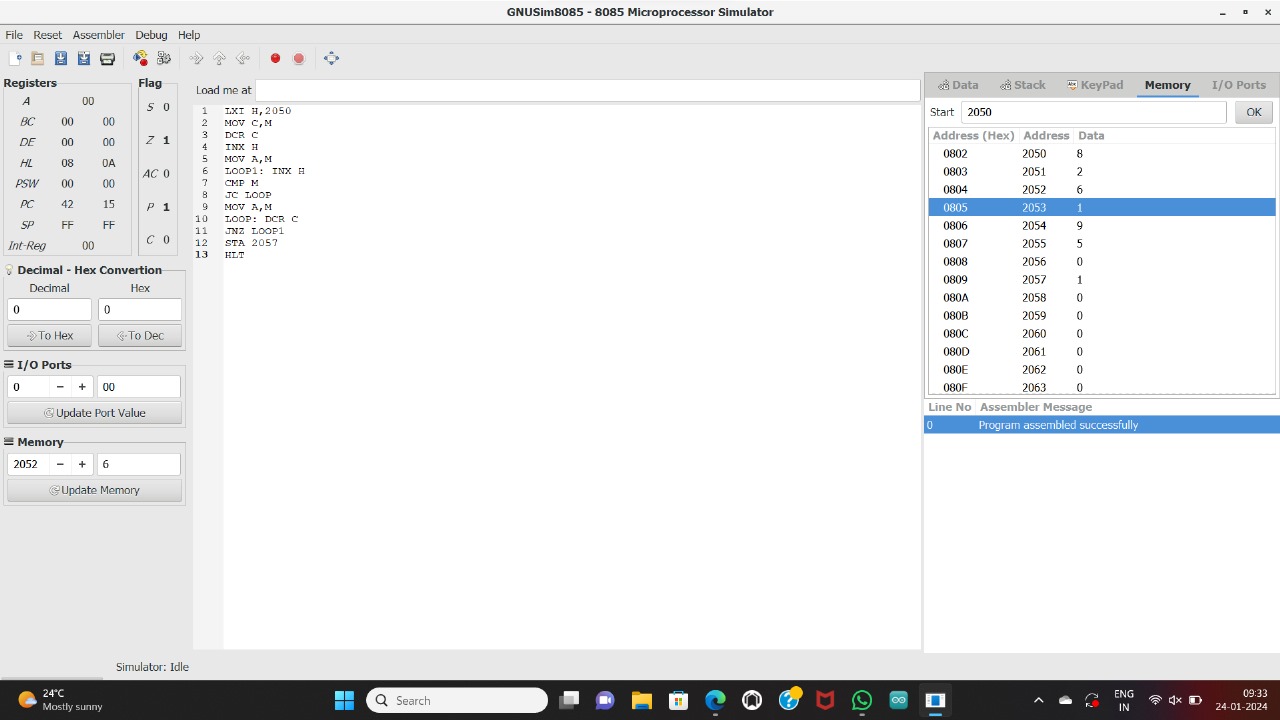 GNUSim8085 - 8085 Microprocessor Simulator
File Reset Assembler Debug Help
Registers
A 00
BC 00 00
DE 00 00
HL 08 0A
PSW 00 00
PC 42 15
SP FF FF
Int-Reg 00
Flag
S 0
Z 1
AC 0
P 1
C 0
Decimal - Hex Convertion
Decimal Hex
0 0
To Hex To Dec
I/O Ports
0 − + 00
Update Port Value
Memory
2052 − + 6
Update Memory
Load me at
1 LXI H,2050
2 MOV C,M
3 DCR C
4 INX H
5 MOV A,M
6 LOOP1: INX H
7 CMP M
8 JC LOOP
9 MOV A,M
10 LOOP: DCR C
11 JNZ LOOP1
12 STA 2057
13 HLT
Data Stack KeyPad Memory I/O Ports
Start 2050 OK
Address (Hex) Address Data
0802 2050 8
0803 2051 2
0804 2052 6
0805 2053 1
0806 2054 9
0807 2055 5
0808 2056 0
0809 2057 1
080A 2058 0
080B 2059 0
080C 2060 0
080D 2061 0
080E 2062 0
080F 2063 0
Line No Assembler Message
0 Program assembled successfully
Simulator: Idle
24°C
Mostly sunny
Search
ENG
IN
09:33
24-01-2024